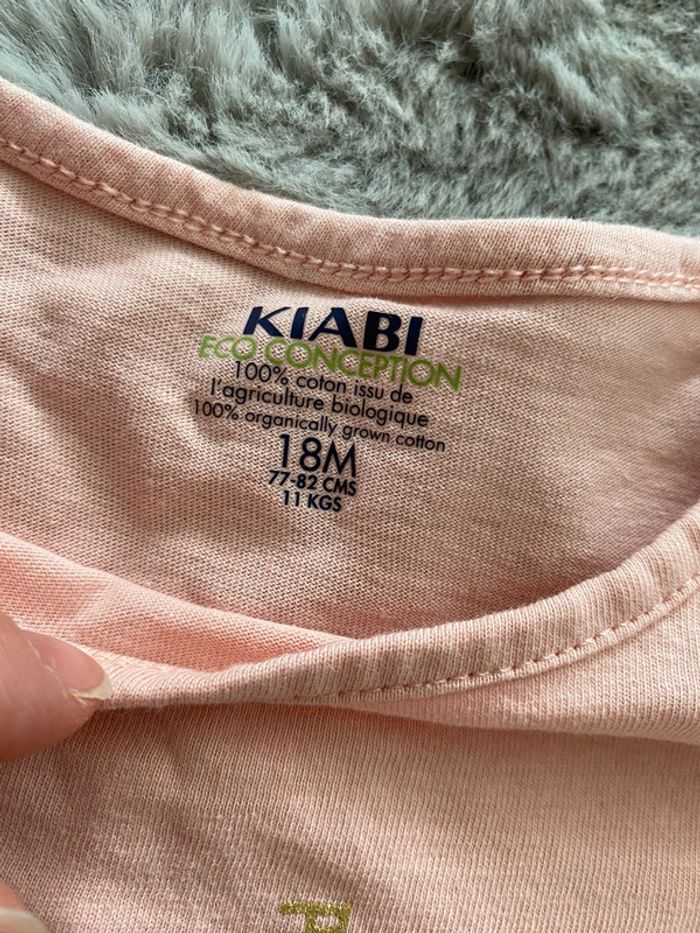 KIABI
ECO CONCEPTION
100% coton issu de
l'agriculture biologique
100% organically grown cotton
18M
77-82 CMS
11 KGS